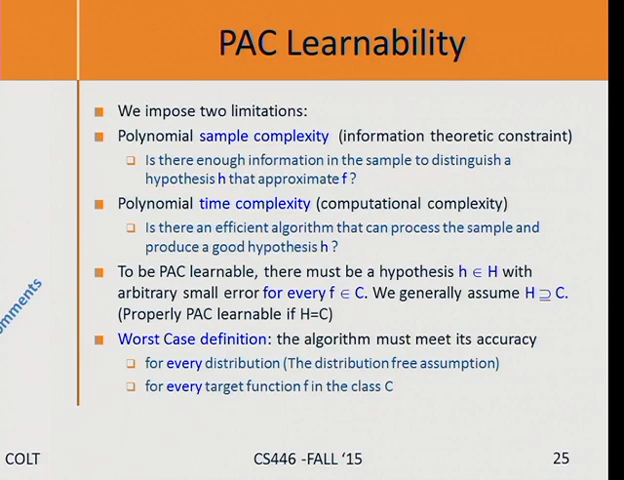 PAC Learnability
We impose two limitations:
Polynomial sample complexity (information theoretic constraint)
Is there enough information in the sample to distinguish a
hypothesis h that approximate f ?
Polynomial time complexity (computational complexity)
Is there an efficient algorithm that can process the sample and
produce a good hypothesis h ?
To be PAC learnable, there must be a hypothesis h ∈ H with
arbitrary small error for every f ∈ C. We generally assume H ⊇ C.
(Properly PAC learnable if H=C)
Worst Case definition: the algorithm must meet its accuracy
for every distribution (The distribution free assumption)
for every target function f in the class C
COLT
CS446 -FALL ‘15
25